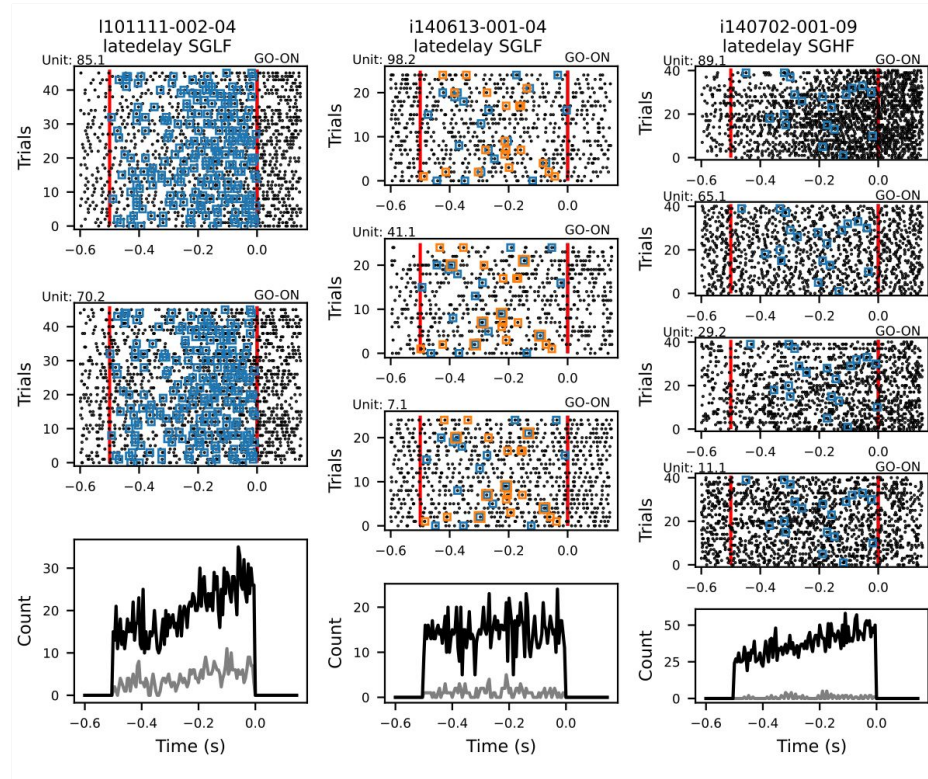 l101111-002-04
latedelay SGLF
Unit: 85.1
GO-ON
40
30
20
10
0
Trials
−0.6 −0.4 −0.2 0.0
Unit: 70.2
GO-ON
40
30
20
10
0
Trials
−0.6 −0.4 −0.2 0.0
30
20
10
0
Count
−0.6 −0.4 −0.2 0.0
Time (s)
i140613-001-04
latedelay SGLF
Unit: 98.2
GO-ON
20
10
0
Trials
−0.6 −0.4 −0.2 0.0
Unit: 41.1
GO-ON
20
10
0
Trials
−0.6 −0.4 −0.2 0.0
Unit: 7.1
GO-ON
20
10
0
Trials
−0.6 −0.4 −0.2 0.0
20
10
0
Count
−0.6 −0.4 −0.2 0.0
Time (s)
i140702-001-09
latedelay SGHF
Unit: 89.1
GO-ON
40
20
0
Trials
−0.6 −0.4 −0.2 0.0
Unit: 65.1
GO-ON
40
20
0
Trials
−0.6 −0.4 −0.2 0.0
Unit: 29.2
GO-ON
40
20
0
Trials
−0.6 −0.4 −0.2 0.0
Unit: 11.1
GO-ON
40
20
0
Trials
−0.6 −0.4 −0.2 0.0
50
25
0
Count
−0.6 −0.4 −0.2 0.0
Time (s)